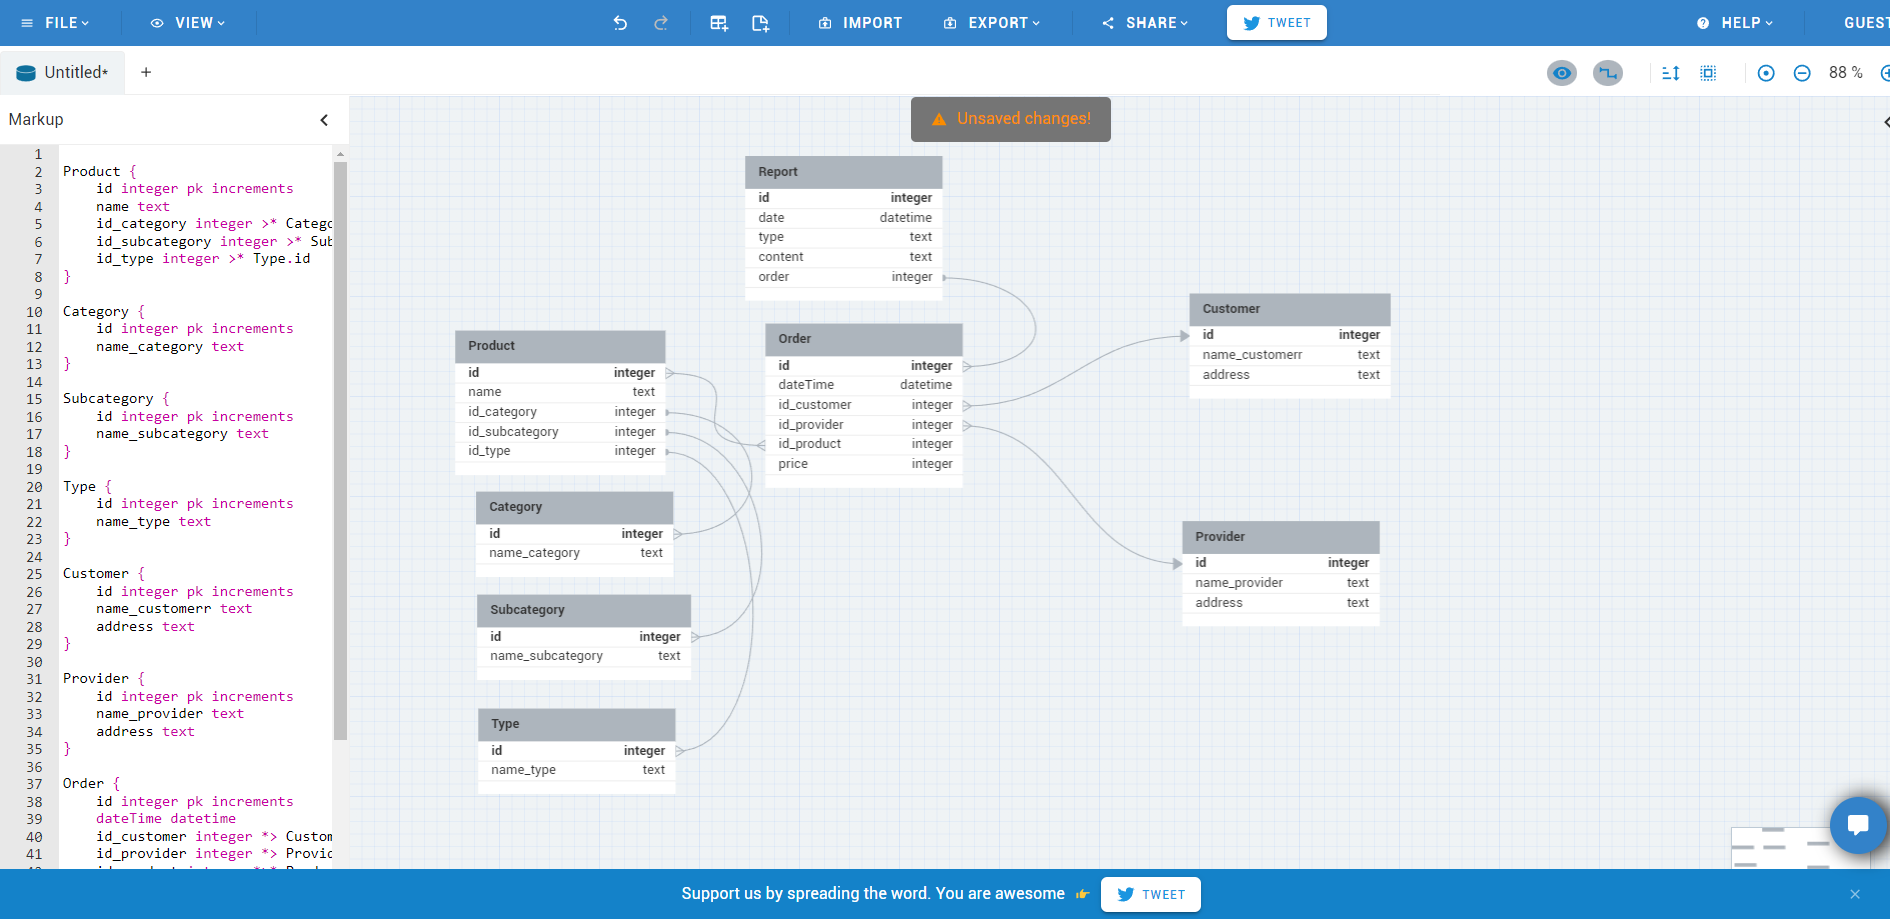 FILE VIEW IMPORT EXPORT SHARE TWEET HELP GUEST
Untitled* + 88 %
Markup
Unsaved changes!
1
2 Product {
3 id integer pk increments
4 name text
5 id_category integer >* Catego
6 id_subcategory integer >* Sub
7 id_type integer >* Type.id
8 }
9
10 Category {
11 id integer pk increments
12 name_category text
13 }
14
15 Subcategory {
16 id integer pk increments
17 name_subcategory text
18 }
19
20 Type {
21 id integer pk increments
22 name_type text
23 }
24
25 Customer {
26 id integer pk increments
27 name_customerr text
28 address text
29 }
30
31 Provider {
32 id integer pk increments
33 name_provider text
34 address text
35 }
36
37 Order {
38 id integer pk increments
39 dateTime datetime
40 id_customer integer *> Custom
41 id_provider integer *> Provid
Report
id integer
date datetime
type text
content text
order integer
Product
id integer
name text
id_category integer
id_subcategory integer
id_type integer
Order
id integer
dateTime datetime
id_customer integer
id_provider integer
id_product integer
price integer
Customer
id integer
name_customerr text
address text
Category
id integer
name_category text
Provider
id integer
name_provider text
address text
Subcategory
id integer
name_subcategory text
Type
id integer
name_type text
Support us by spreading the word. You are awesome TWEET